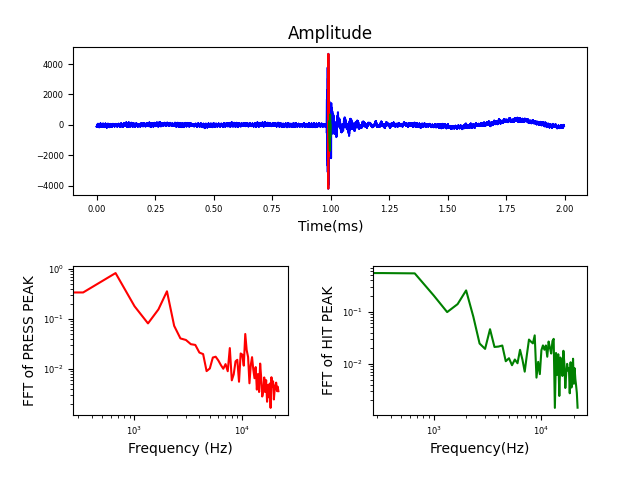 Amplitude
4000
2000
0
−2000
−4000
0.00 0.25 0.50 0.75 1.00 1.25 1.50 1.75 2.00
Time(ms)
FFT of PRESS PEAK
10⁰
10⁻¹
10⁻²
10³ 10⁴
Frequency (Hz)
FFT of HIT PEAK
10⁻¹
10⁻²
10³ 10⁴
Frequency(Hz)